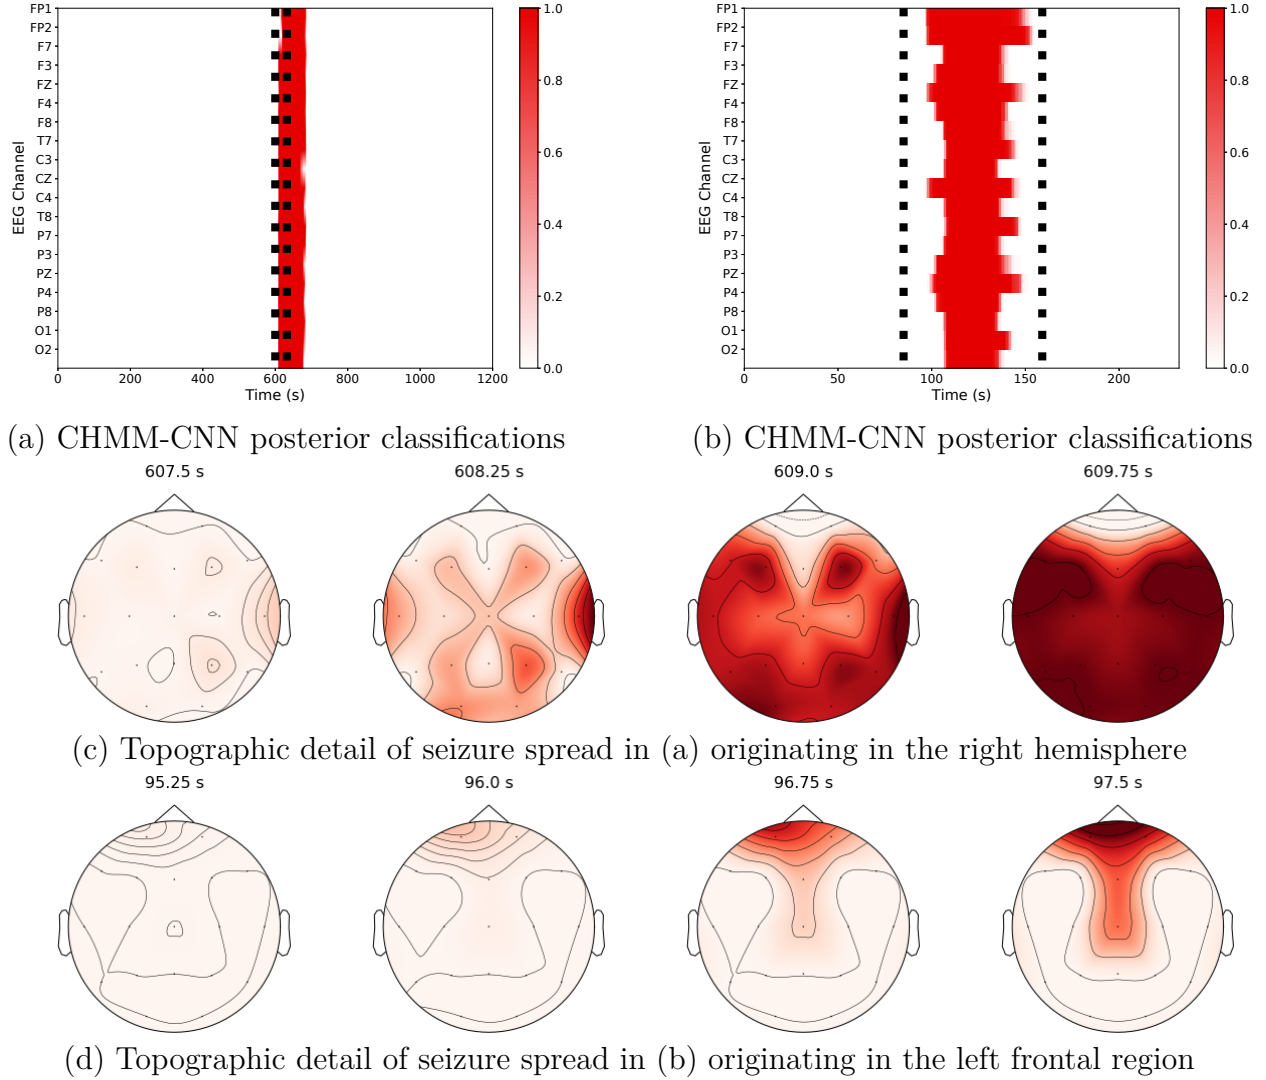 FP1
FP2
F7
F3
FZ
F4
F8
T7
C3
CZ
C4
T8
P7
P3
PZ
P4
P8
O1
O2
EEG Channel
0 200 400 600 800 1000 1200
Time (s)
1.0
0.8
0.6
0.4
0.2
0.0
FP1
FP2
F7
F3
FZ
F4
F8
T7
C3
CZ
C4
T8
P7
P3
PZ
P4
P8
O1
O2
EEG Channel
0 50 100 150 200
Time (s)
1.0
0.8
0.6
0.4
0.2
0.0
(a) CHMM-CNN posterior classifications
(b) CHMM-CNN posterior classifications
607.5 s 608.25 s 609.0 s 609.75 s
(c) Topographic detail of seizure spread in (a) originating in the right hemisphere
95.25 s 96.0 s 96.75 s 97.5 s
(d) Topographic detail of seizure spread in (b) originating in the left frontal region